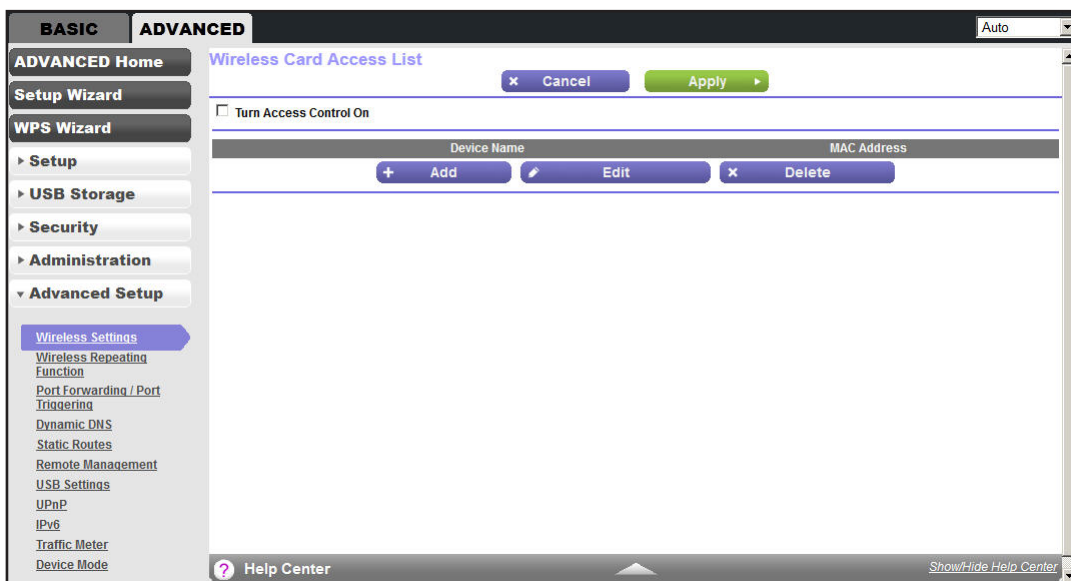 BASIC
ADVANCED
Auto
ADVANCED Home
Setup Wizard
WPS Wizard
Setup
USB Storage
Security
Administration
Advanced Setup
Wireless Settings
Wireless Repeating
Function
Port Forwarding / Port
Triggering
Dynamic DNS
Static Routes
Remote Management
USB Settings
UPnP
IPv6
Traffic Meter
Device Mode
Wireless Card Access List
Cancel
Apply
Turn Access Control On
Device Name
MAC Address
Add
Edit
Delete
Help Center
Show/Hide Help Center